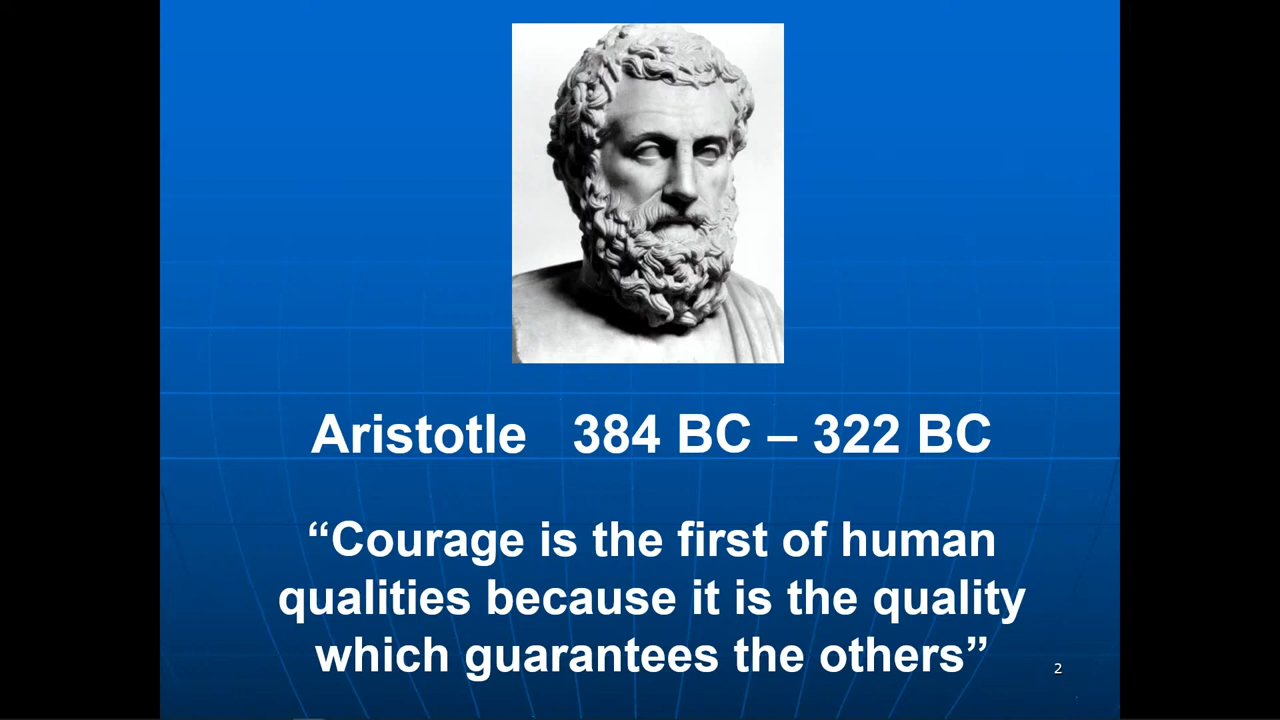 Aristotle 384 BC – 322 BC
“Courage is the first of human
qualities because it is the quality
which guarantees the others”
2